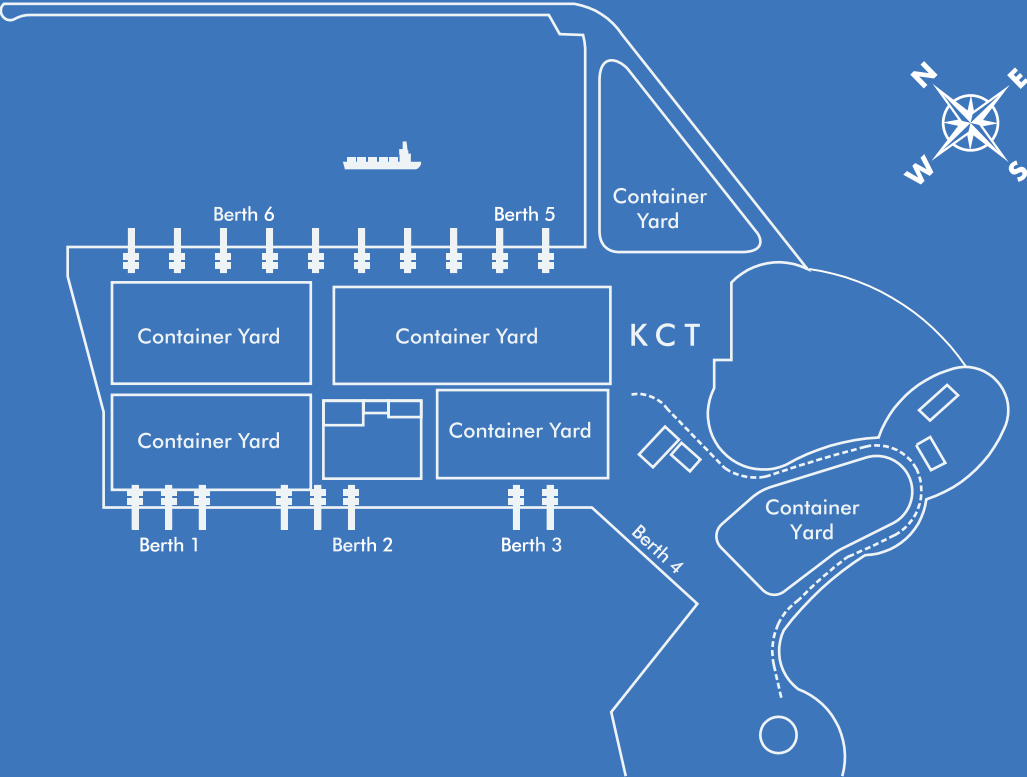 N
E
W
S
Container
Yard
Berth 6
Berth 5
Container Yard
Container Yard
KCT
Container Yard
Container Yard
Container
Yard
Berth 1
Berth 2
Berth 3
Berth 4